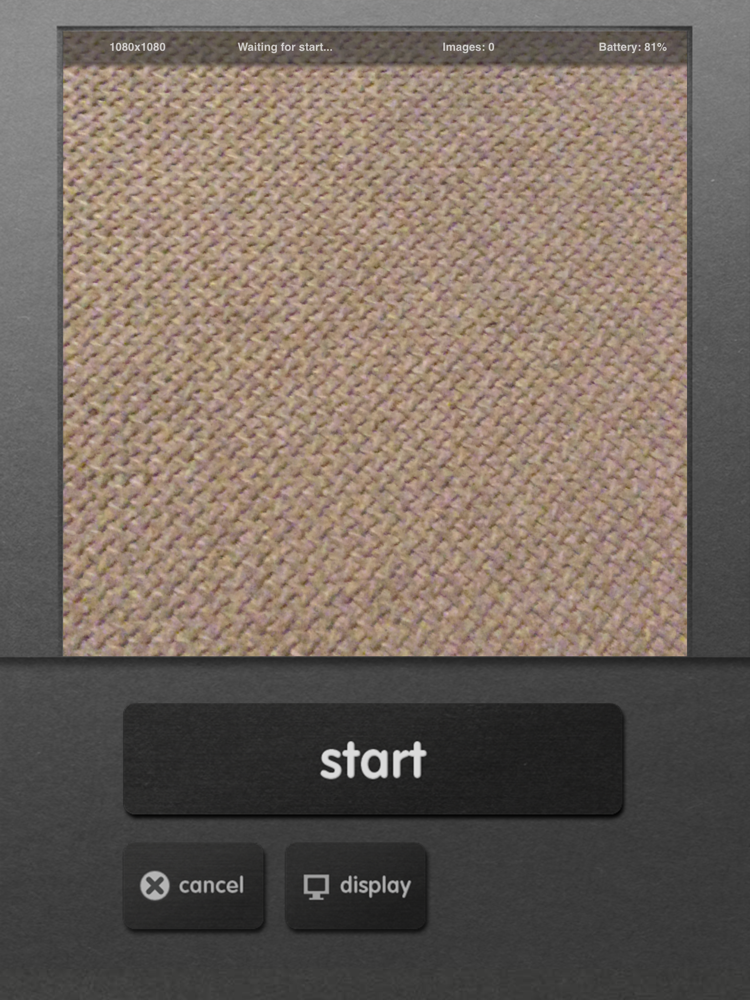 1080x1080 Waiting for start... Images: 0 Battery: 81%
start
cancel display